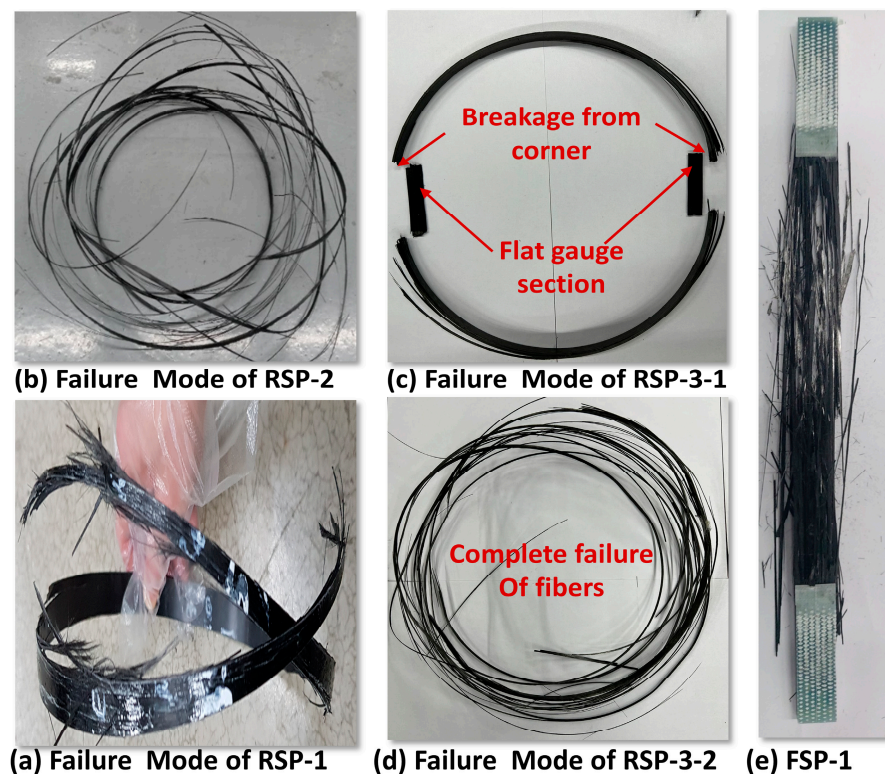 Breakage from
corner
Flat gauge
section
(b) Failure Mode of RSP-2
(c) Failure Mode of RSP-3-1
Complete failure
Of fibers
(a) Failure Mode of RSP-1
(d) Failure Mode of RSP-3-2
(e) FSP-1